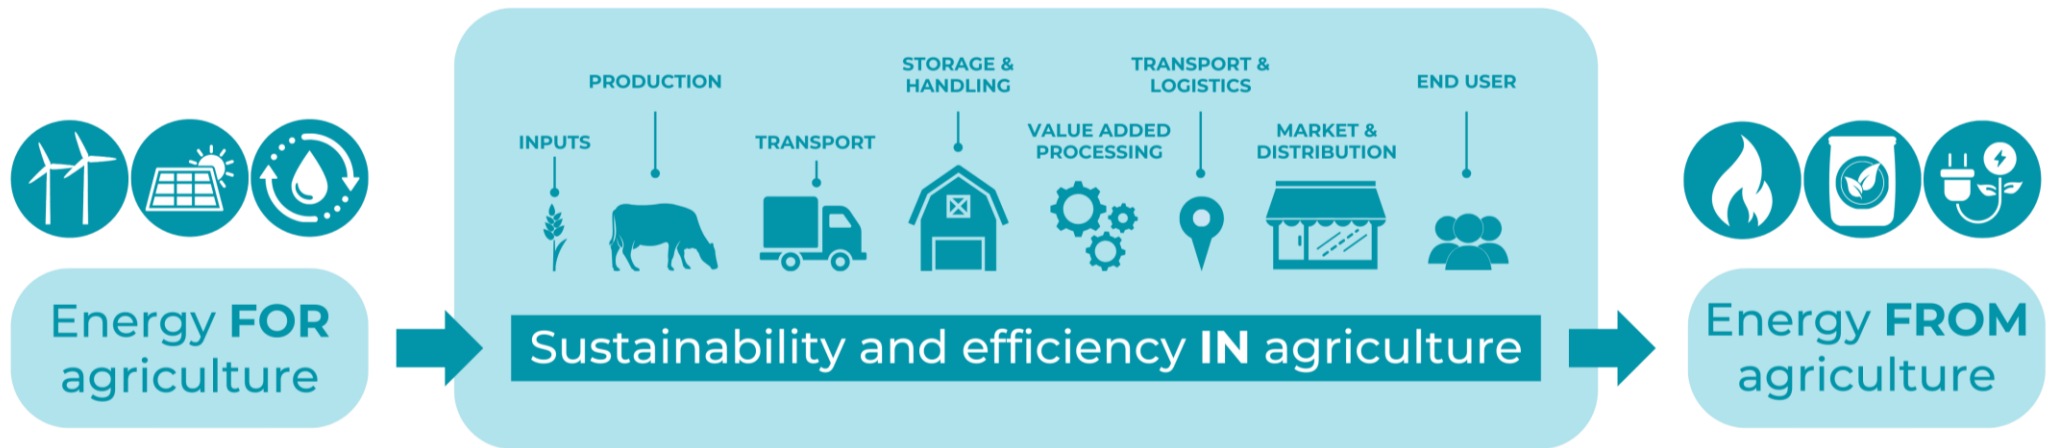 Energy FOR
agriculture
INPUTS
PRODUCTION
TRANSPORT
STORAGE &
HANDLING
VALUE ADDED
PROCESSING
TRANSPORT &
LOGISTICS
MARKET &
DISTRIBUTION
END USER
Sustainability and efficiency IN agriculture
Energy FROM
agriculture